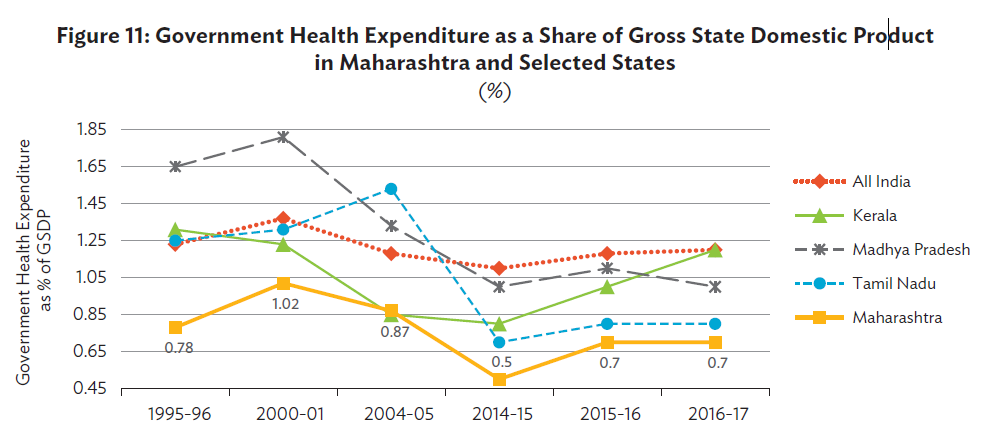 Figure 11: Government Health Expenditure as a Share of Gross State Domestic Product
in Maharashtra and Selected States
(%)
Government Health Expenditure
as % of GSDP
1.85
1.65
1.45
1.25
1.05
0.85
0.65
0.45
0.78
1.02
0.87
0.5
0.7
0.7
1995-96
2000-01
2004-05
2014-15
2015-16
2016-17
All India
Kerala
Madhya Pradesh
Tamil Nadu
Maharashtra